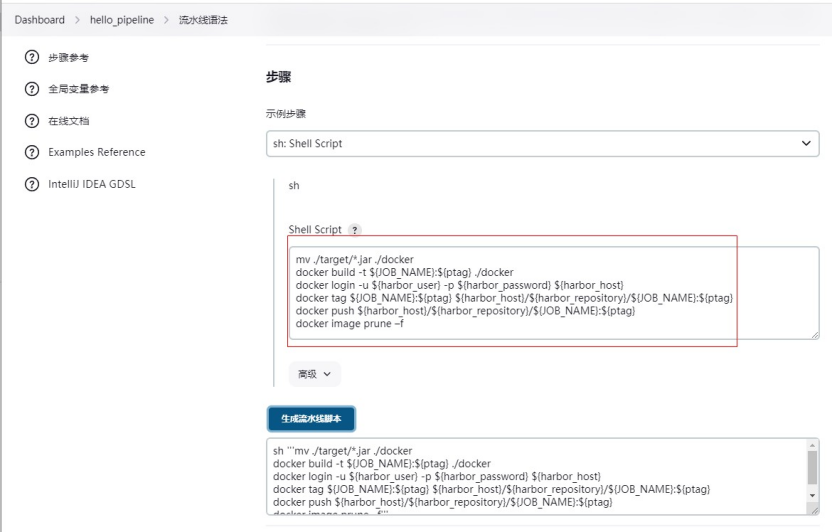 Dashboard > hello_pipeline > 流水线语法
步骤参考
全局变量参考
在线文档
Examples Reference
IntelliJ IDEA GDSL
步骤
示例步骤
sh: Shell Script
sh
Shell Script ?
mv ./target/*.jar ./docker
docker build -t ${JOB_NAME}:${ptag} ./docker
docker login -u ${harbor_user} -p ${harbor_password} ${harbor_host}
docker tag ${JOB_NAME}:${ptag} ${harbor_host}/${harbor_repository}/${JOB_NAME}:${ptag}
docker push ${harbor_host}/${harbor_repository}/${JOB_NAME}:${ptag}
docker image prune –f
高级
生成流水线脚本
sh '''mv ./target/*.jar ./docker
docker build -t ${JOB_NAME}:${ptag} ./docker
docker login -u ${harbor_user} -p ${harbor_password} ${harbor_host}
docker tag ${JOB_NAME}:${ptag} ${harbor_host}/${harbor_repository}/${JOB_NAME}:${ptag}
docker push ${harbor_host}/${harbor_repository}/${JOB_NAME}:${ptag}
docker image prune –f'''